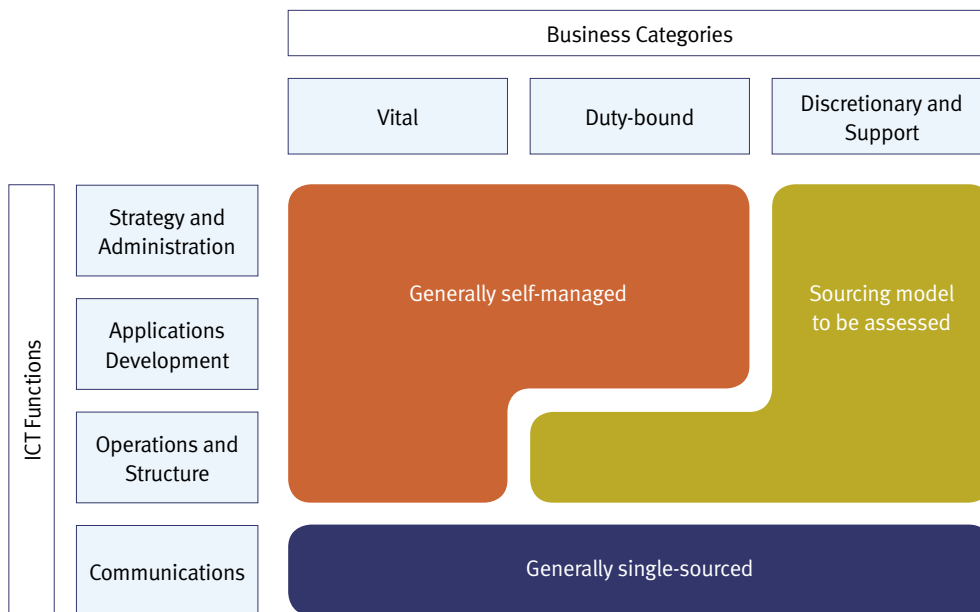 Business Categories
Vital
Duty-bound
Discretionary and
Support
ICT Functions
Strategy and
Administration
Generally self-managed
Sourcing model
to be assessed
Applications
Development
Operations and
Structure
Communications
Generally single-sourced